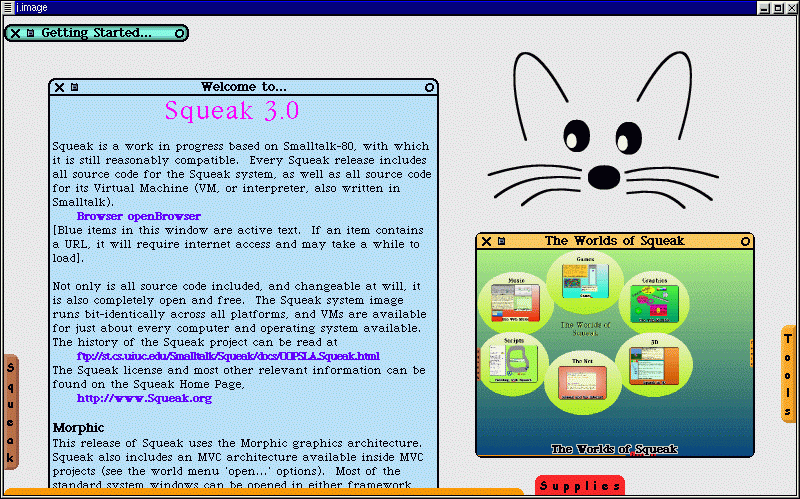 j.image
Getting Started...
Welcome to...
Squeak 3.0
Squeak is a work in progress based on Smalltalk-80, with which
it is still reasonably compatible.  Every Squeak release includes
all source code for the Squeak system, as well as all source code
for its Virtual Machine (VM, or interpreter, also written in
Smalltalk).
Browser openBrowser
[Blue items in this window are active text.  If an item contains
a URL, it will require internet access and may take a while to
load].
Not only is all source code included, and changeable at will, it
is also completely open and free.  The Squeak system image
runs bit-identically across all platforms, and VMs are available
for just about every computer and operating system available.
The history of the Squeak project can be read at
ftp://st.cs.uiuc.edu/Smalltalk/Squeak/docs/OOPSLA.Squeak.html
The Squeak license and most other relevant information can be
found on the Squeak Home Page,
http://www.Squeak.org
Morphic
This release of Squeak uses the Morphic graphics architecture.
Squeak also includes an MVC architecture available inside MVC
projects (see the world menu 'open...' options).  Most of the
standard system windows can be opened in either framework
The Worlds of Squeak
Games
Music
Graphics
The Worlds of
Squeak
Scripts
The Net
3D
The Worlds of Squeak
Squeak
Tools
Supplies